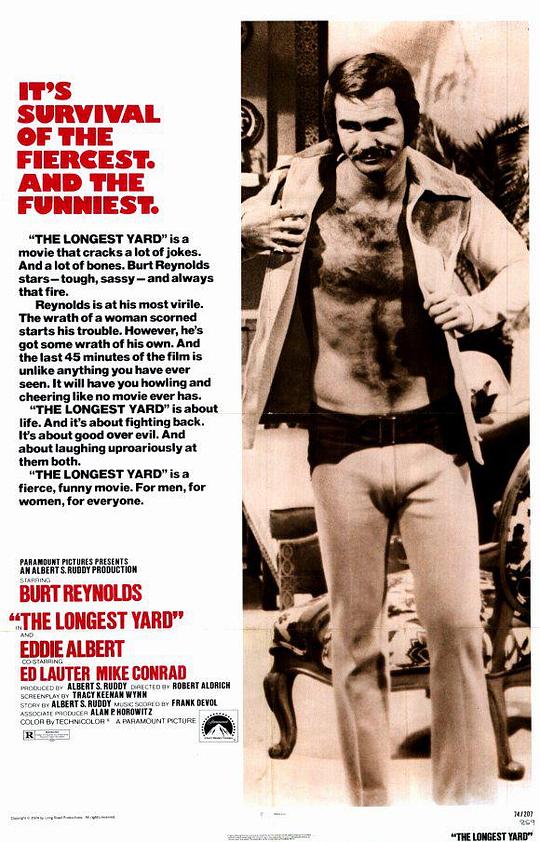 IT'S
SURVIVAL
OF THE
FIERCEST.
AND THE
FUNNIEST.
"THE LONGEST YARD" is a
movie that cracks a lot of jokes.
And a lot of bones. Burt Reynolds
stars—tough, sassy—and always
that fire.
Reynolds is at his most virile.
The wrath of a woman scorned
starts his trouble. However, he's
got some wrath of his own. And
the last 45 minutes of the film is
unlike anything you have ever
seen. It will have you howling and
cheering like no movie ever has.
"THE LONGEST YARD" is about
life. And it's about fighting back.
It's about good over evil. And
about laughing uproariously at
them both.
"THE LONGEST YARD" is a
fierce, funny movie. For men, for
women, for everyone.
PARAMOUNT PICTURES PRESENTS
AN ALBERT S. RUDDY PRODUCTION
STARRING
BURT REYNOLDS
IN "THE LONGEST YARD"
AND
EDDIE ALBERT
CO-STARRING
ED LAUTER MIKE CONRAD
PRODUCED BY ALBERT S. RUDDY DIRECTED BY ROBERT ALDRICH
SCREENPLAY BY TRACY KEENAN WYNN
STORY BY ALBERT S. RUDDY MUSIC SCORED BY FRANK DEVOL
ASSOCIATE PRODUCER ALAN P. HOROWITZ
COLOR By TECHNICOLOR® A PARAMOUNT PICTURE
Paramount
R
74/207
"THE LONGEST YARD"